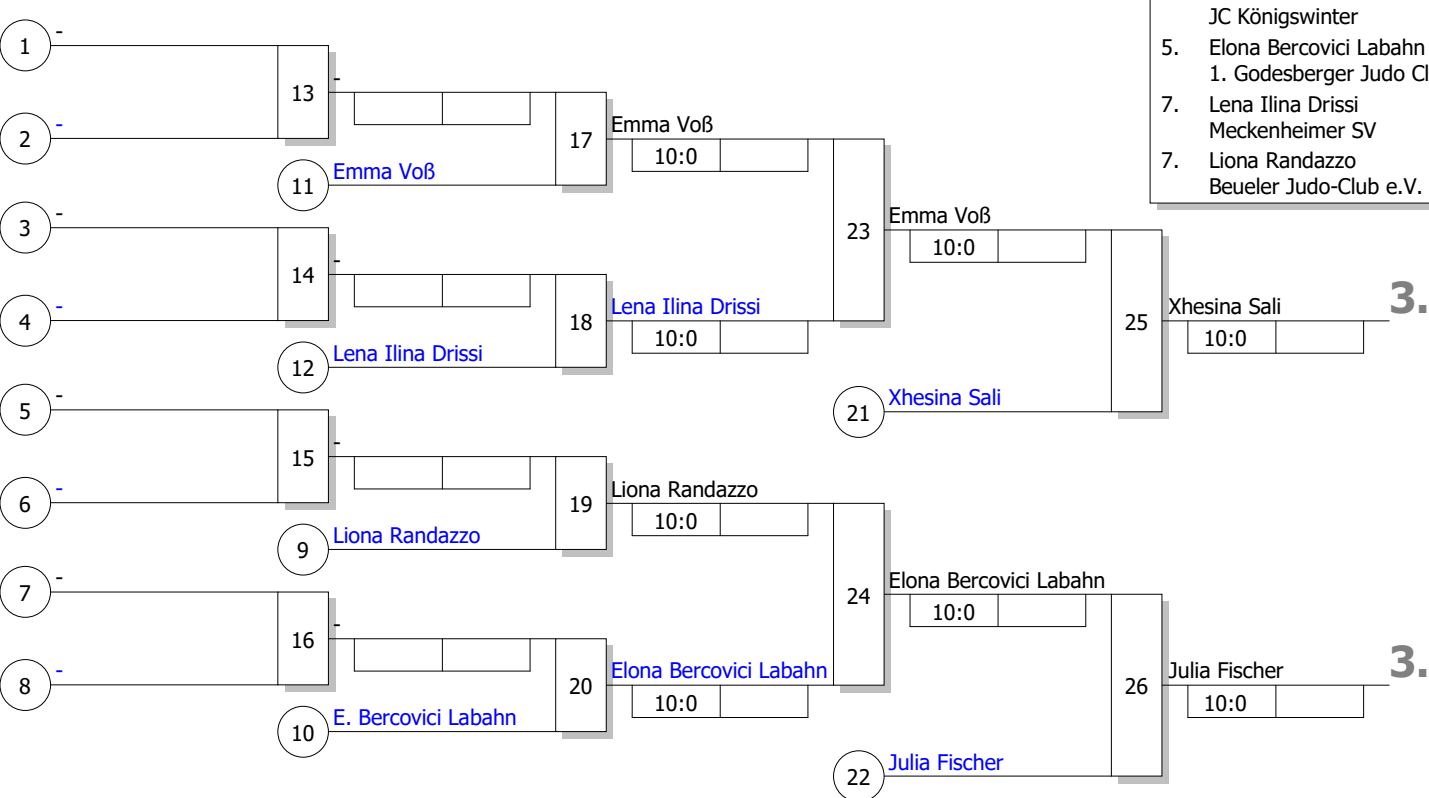 JC Königswinter
5. Elona Bercovici Labahn
1. Godesberger Judo Cl
7. Lena Ilina Drissi
Meckenheimer SV
7. Liona Randazzo
Beueler Judo-Club e.V.
1 -
13 -
2 -
17 Emma Voß
10:0
11 Emma Voß
3 -
14 -
4 -
18 Lena Ilina Drissi
10:0
12 Lena Ilina Drissi
23 Emma Voß
10:0
25 Xhesina Sali 3.
10:0
21 Xhesina Sali
5 -
15 -
6 -
19 Liona Randazzo
10:0
9 Liona Randazzo
7 -
16 -
8 -
20 Elona Bercovici Labahn
10:0
10 E. Bercovici Labahn
24 Elona Bercovici Labahn
10:0
26 Julia Fischer 3.
10:0
22 Julia Fischer